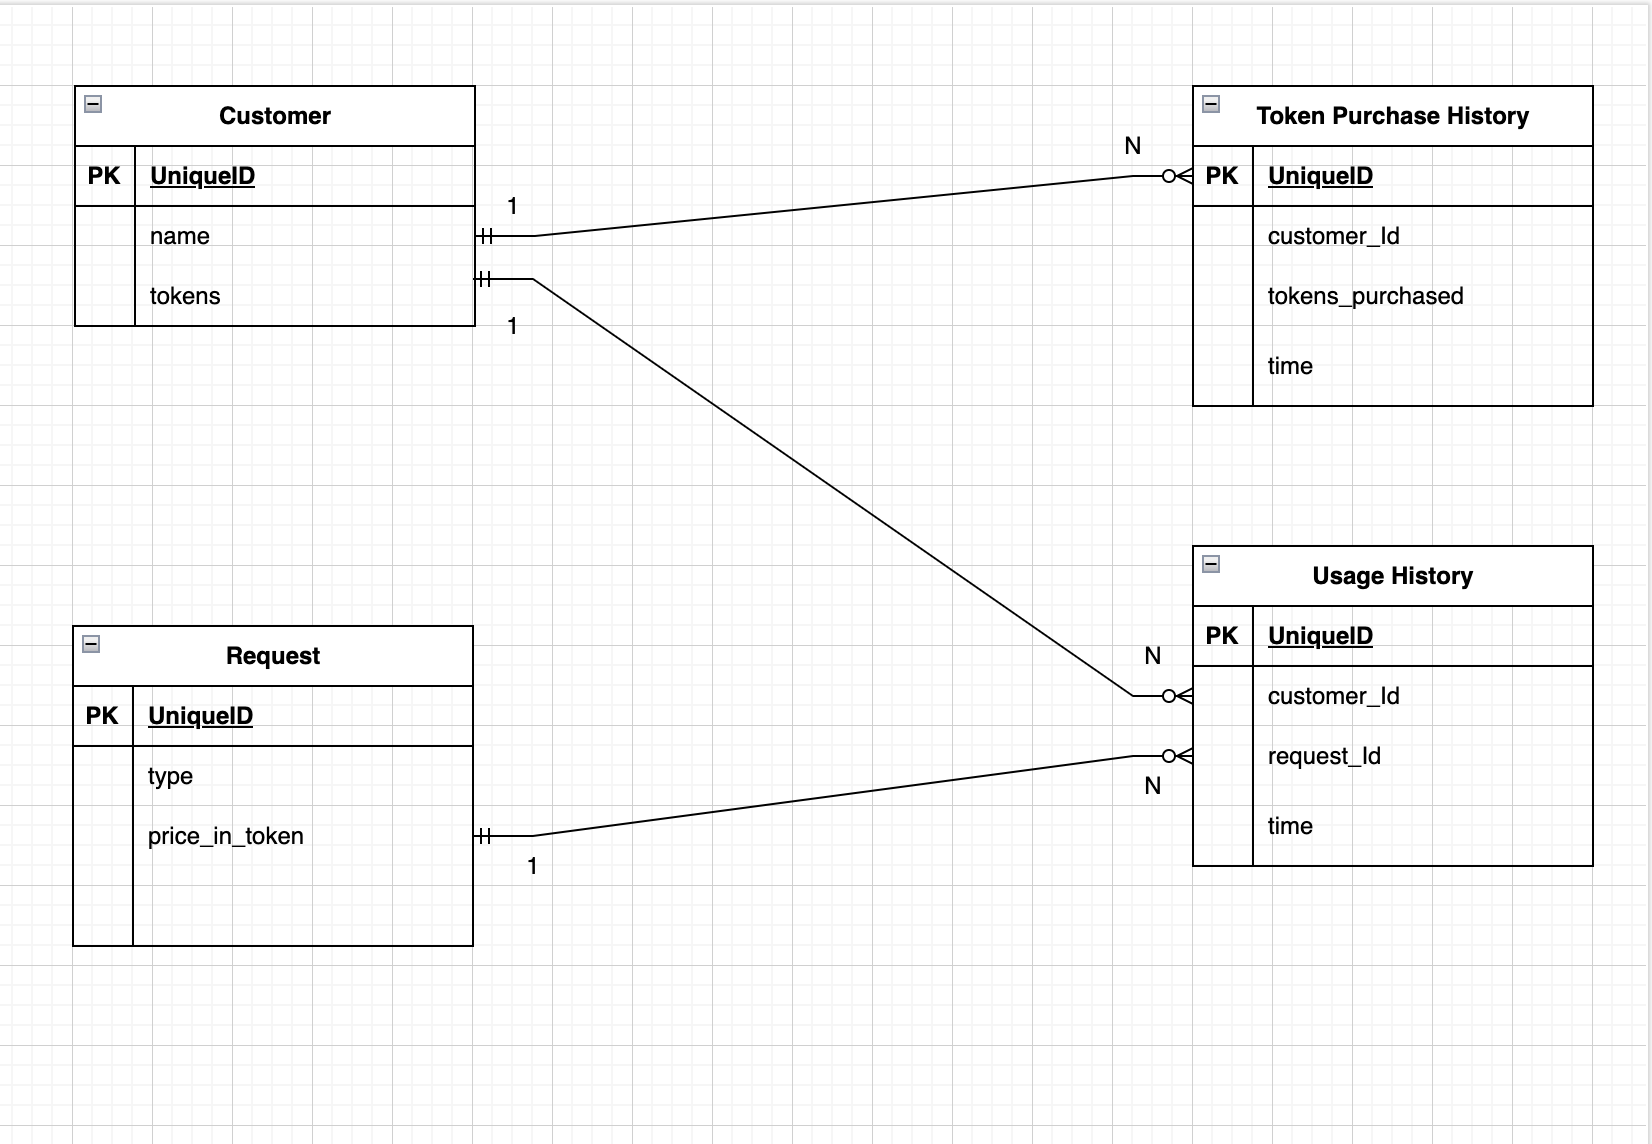 Customer
PK UniqueID
name
tokens
1
1
N
Token Purchase History
PK UniqueID
customer_Id
tokens_purchased
time
Request
PK UniqueID
type
price_in_token
1
N
N
Usage History
PK UniqueID
customer_Id
request_Id
time